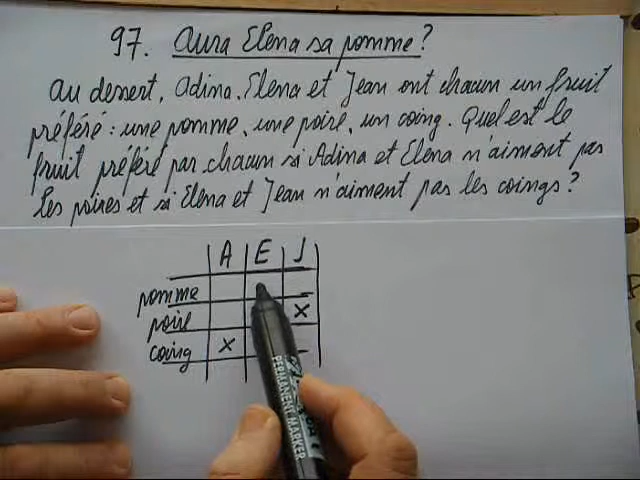 97. Aura Elena sa pomme?
Au dessert, Adina, Elena et Jean ont chacun un fruit
préféré : une pomme, une poire, un coing. Quel est le
fruit préféré par chacun si Adina et Elena n'aiment pas
les poires et si Elena et Jean n'aiment pas les coings?
A E J
pomme
poire x
coing x
PERMANENT MARKER